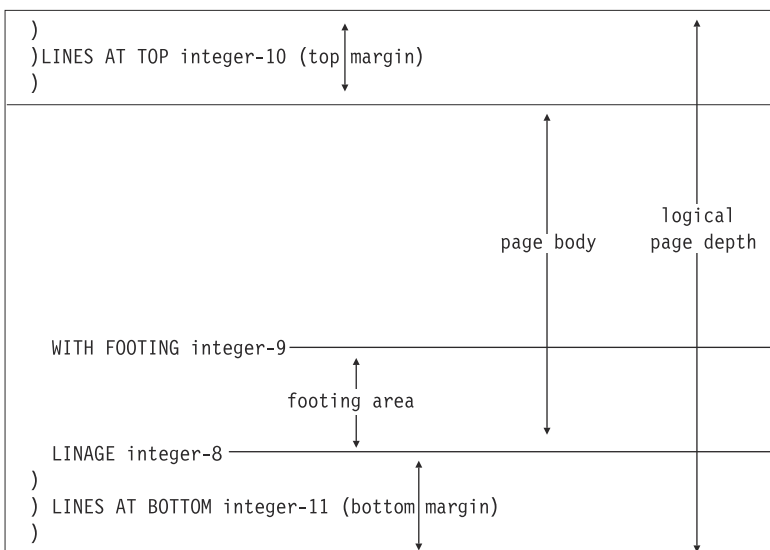 )
)LINES AT TOP integer-10 (top margin)
)
logical
page body page depth
WITH FOOTING integer-9
footing area
LINAGE integer-8
)
) LINES AT BOTTOM integer-11 (bottom margin)
)